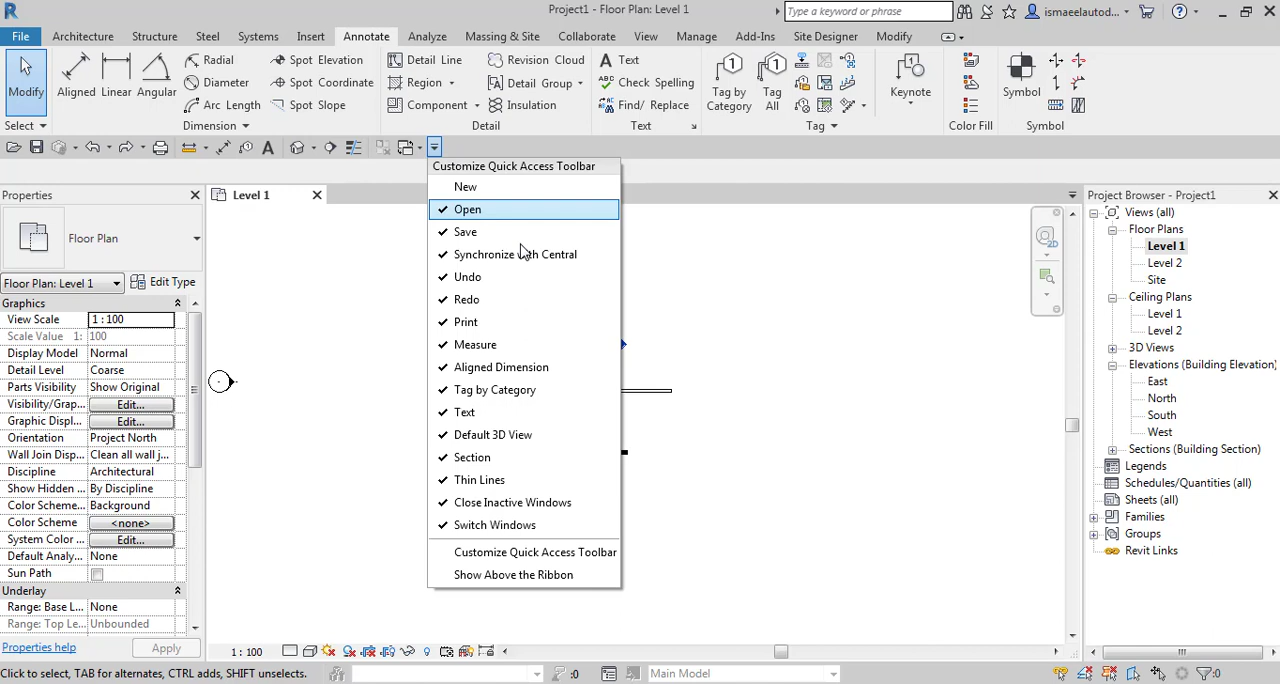 Project1 - Floor Plan: Level 1
Type a keyword or phrase
ismaeelautod...
File Architecture Structure Steel Systems Insert Annotate Analyze Massing & Site Collaborate View Manage Add-Ins Site Designer Modify
Modify
Select
Aligned Linear Angular
Radial
Diameter
Arc Length
Spot Elevation
Spot Coordinate
Spot Slope
Dimension
Detail Line
Region
Component
Revision Cloud
Detail Group
Insulation
Detail
Text
Check Spelling
Find/ Replace
Text
Tag by Category
Tag All
Tag
Keynote
Color Fill
Symbol
Symbol
Properties
Level 1
Floor Plan
Floor Plan: Level 1
Edit Type
Graphics
View Scale 1 : 100
Scale Value 1: 100
Display Model Normal
Detail Level Coarse
Parts Visibility Show Original
Visibility/Grap... Edit...
Graphic Displ... Edit...
Orientation Project North
Wall Join Disp... Clean all wall j...
Discipline Architectural
Show Hidden ... By Discipline
Color Scheme... Background
Color Scheme <none>
System Color ... Edit...
Default Analy... None
Sun Path
Underlay
Range: Base L... None
Range: Top Le... Unbounded
Properties help
Apply
Customize Quick Access Toolbar
New
Open
Save
Synchronize with Central
Undo
Redo
Print
Measure
Aligned Dimension
Tag by Category
Text
Default 3D View
Section
Thin Lines
Close Inactive Windows
Switch Windows
Customize Quick Access Toolbar
Show Above the Ribbon
2D
Project Browser - Project1
Views (all)
Floor Plans
Level 1
Level 2
Site
Ceiling Plans
Level 1
Level 2
3D Views
Elevations (Building Elevation)
East
North
South
West
Sections (Building Section)
Legends
Schedules/Quantities (all)
Sheets (all)
Families
Groups
Revit Links
1 : 100
Click to select, TAB for alternates, CTRL adds, SHIFT unselects.
:0
Main Model
:0